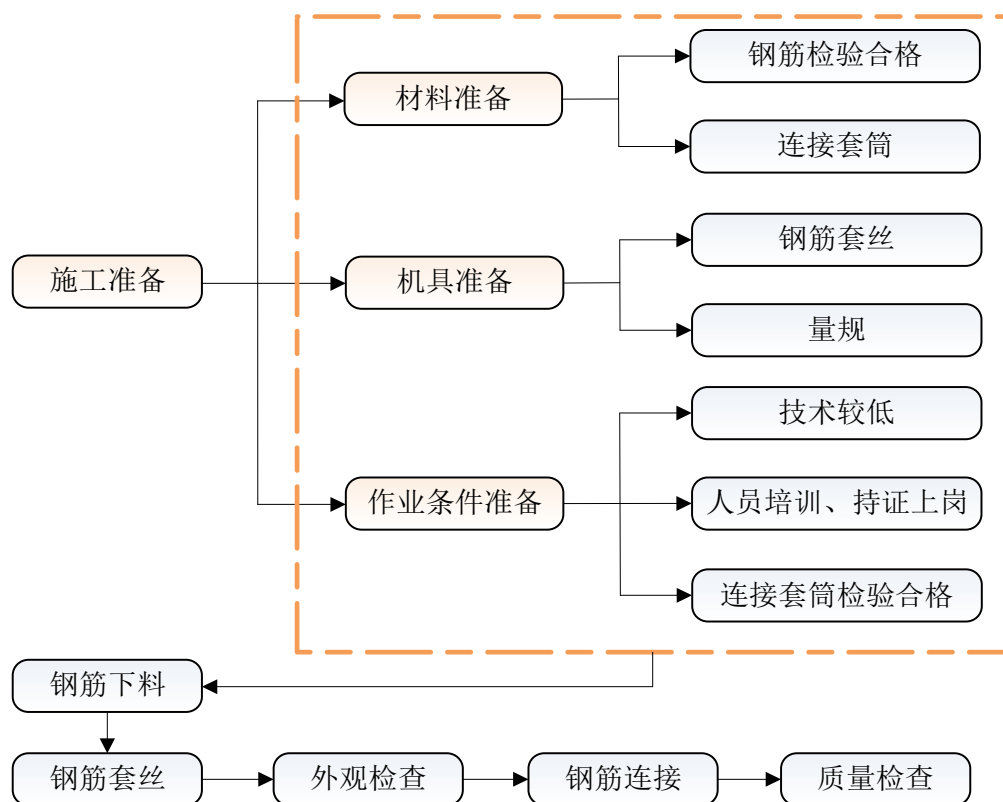 钢筋检验合格
材料准备
连接套筒
钢筋套丝
施工准备
机具准备
量规
技术较低
作业条件准备
人员培训、持证上岗
连接套筒检验合格
钢筋下料
钢筋套丝
外观检查
钢筋连接
质量检查